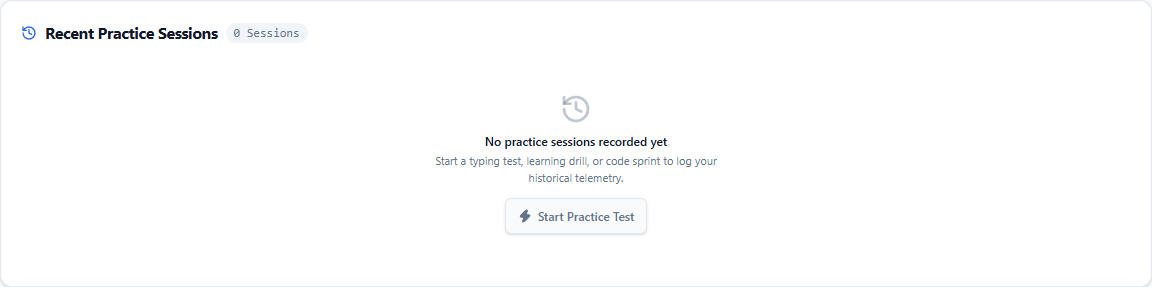 Recent Practice Sessions 0 Sessions
No practice sessions recorded yet
Start a typing test, learning drill, or code sprint to log your
historical telemetry.
Start Practice Test